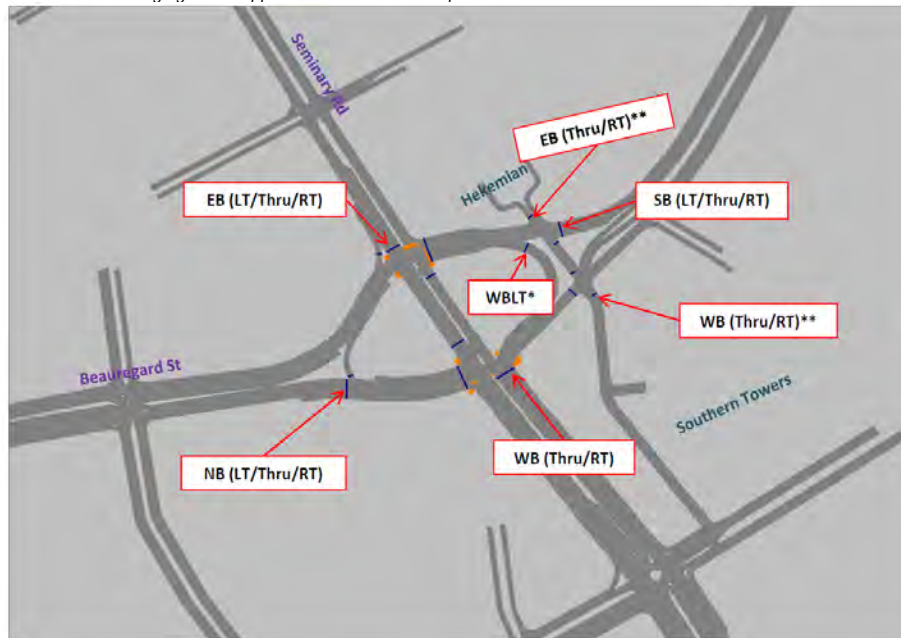 Seminary Rd
EB (Thru/RT)**
Hekemian
EB (LT/Thru/RT)
SB (LT/Thru/RT)
WBLT*
WB (Thru/RT)**
Beauregard St
Southern Towers
NB (LT/Thru/RT)
WB (Thru/RT)